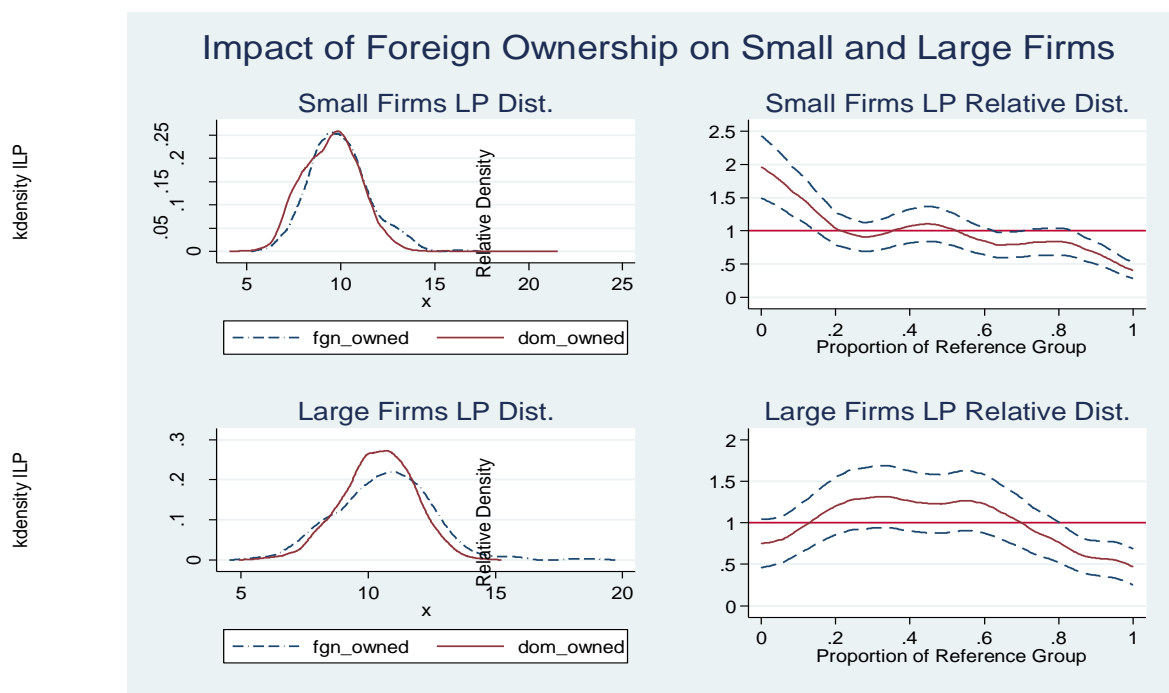 Impact of Foreign Ownership on Small and Large Firms
Small Firms LP Dist.
kdensity lLP
0 .05 .1 .15 .2 .25
5 10 15 20 25
x
fgn_owned dom_owned
Small Firms LP Relative Dist.
Relative Density
2.5
2
1.5
1
.5
0
0 .2 .4 .6 .8 1
Proportion of Reference Group
Large Firms LP Dist.
kdensity lLP
0 .1 .2 .3
5 10 15 20
x
fgn_owned dom_owned
Large Firms LP Relative Dist.
Relative Density
2
1.5
1
.5
0
0 .2 .4 .6 .8 1
Proportion of Reference Group